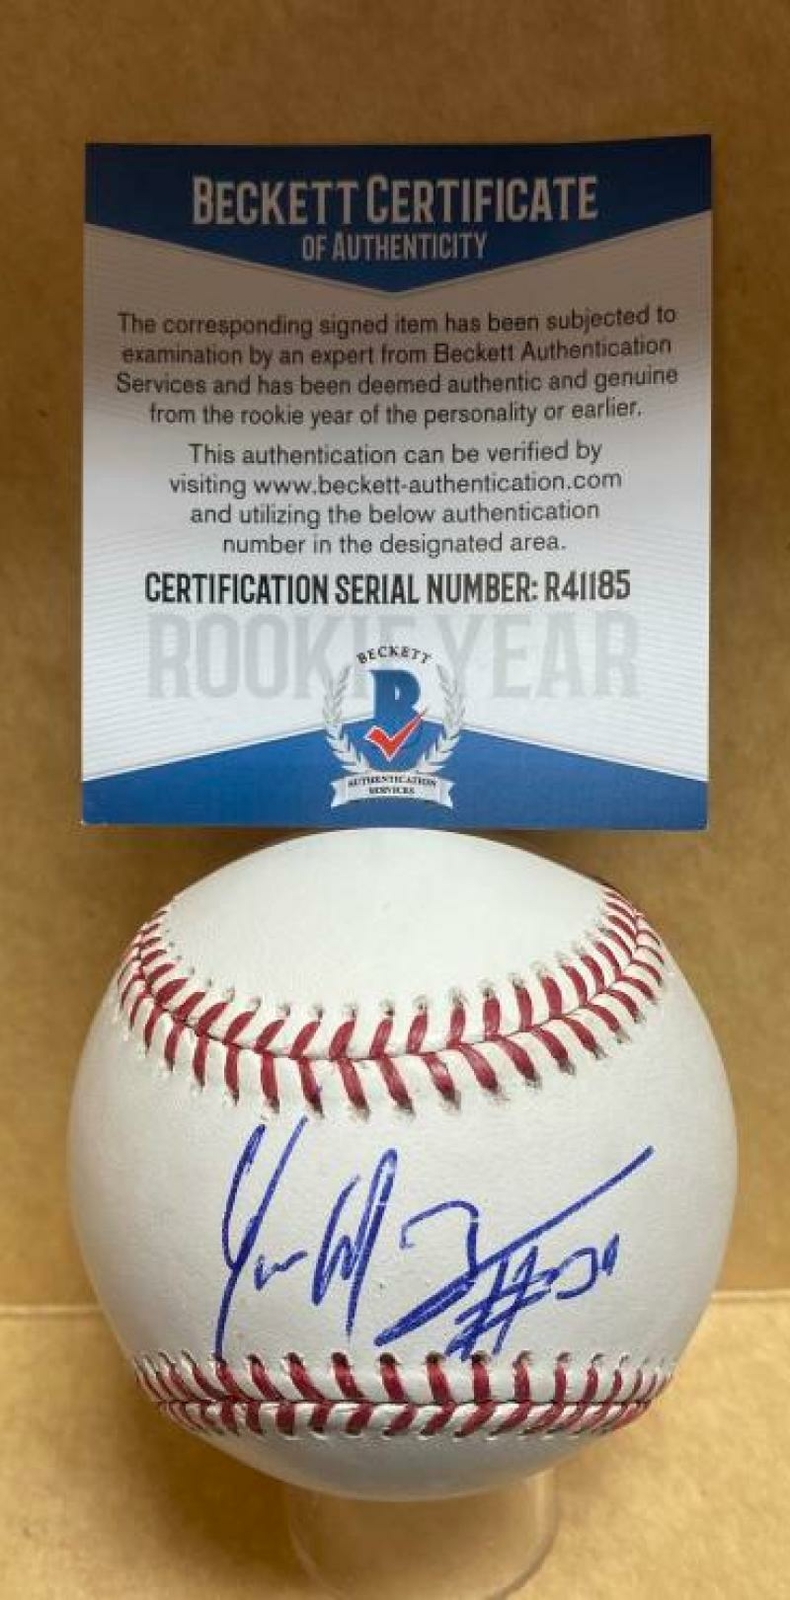 BECKETT CERTIFICATE
OF AUTHENTICITY
The corresponding signed item has been subjected to
examination by an expert from Beckett Authentication
Services and has been deemed authentic and genuine
from the rookie year of the personality or earlier.
This authentication can be verified by
visiting www.beckett-authentication.com
and utilizing the below authentication
number in the designated area.
CERTIFICATION SERIAL NUMBER: R41185
ROOKIE YEAR
BECKETT
B
AUTHENTICATION
SERVICES